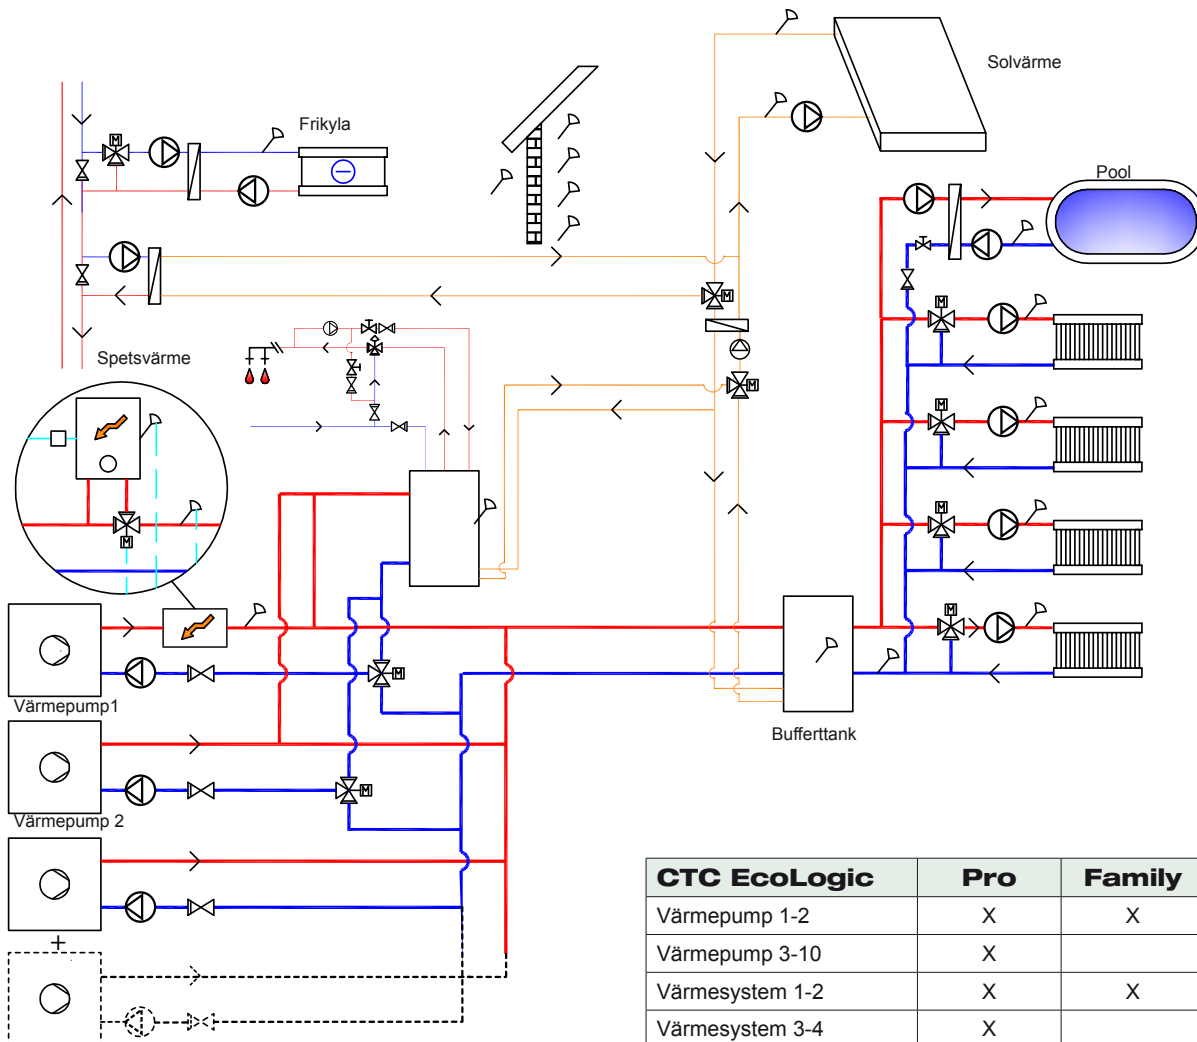 Solvärme
Frikyla
Pool
M
M
M
M
Spetsvärme
M
M
M
M
M
M
Värmepump1
Buffertank
M
Värmepump 2
CTC EcoLogic Pro Family
Värmepump 1-2 X X
+
Värmepump 3-10 X
Värmesystem 1-2 X X
Värmesystem 3-4 X